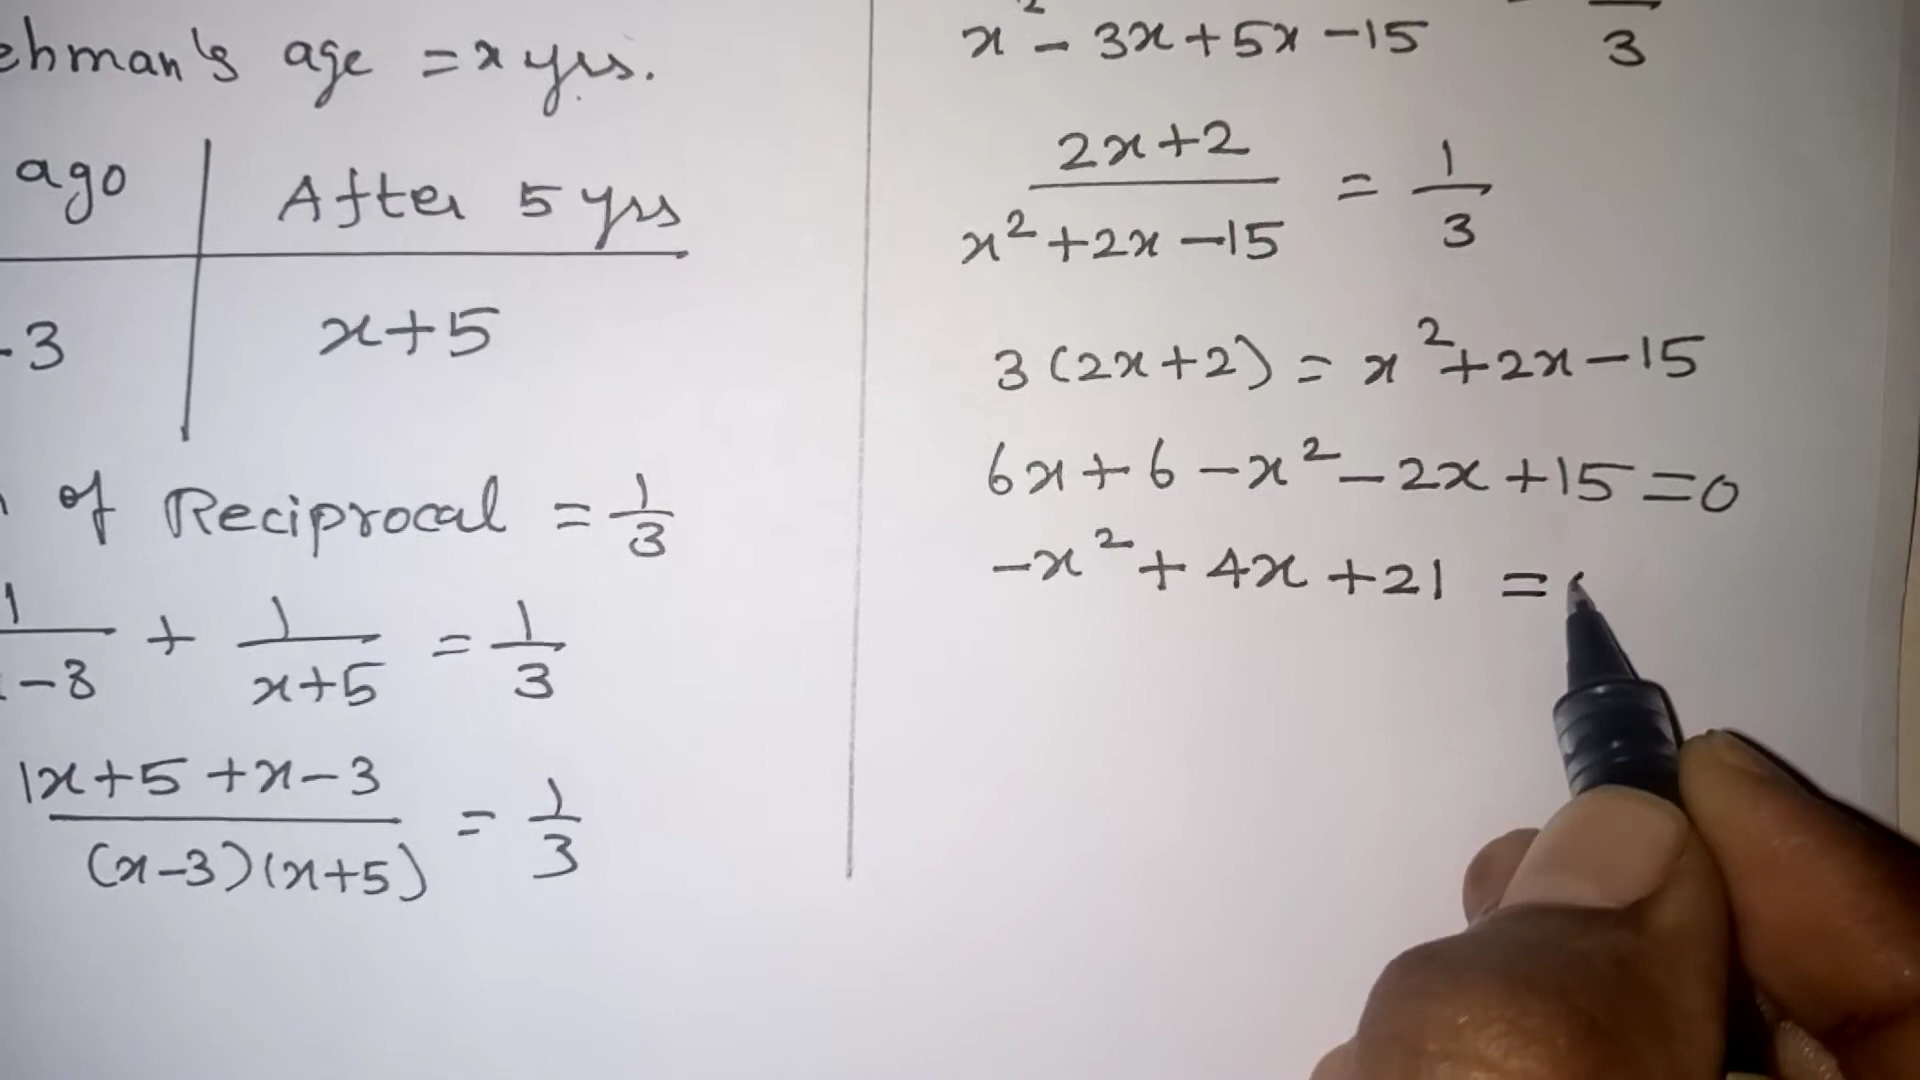 ehman's age = x yrs.
ago | After 5 yrs
-3 | x+5
of Reciprocal = 1/3
1/-3 + 1/x+5 = 1/3
1x+5+x-3/(x-3)(x+5) = 1/3
x² - 3x + 5x - 15 3
2x+2/x²+2x-15 = 1/3
3(2x+2) = x²+2x-15
6x+6-x²-2x+15=0
-x²+4x+21 =